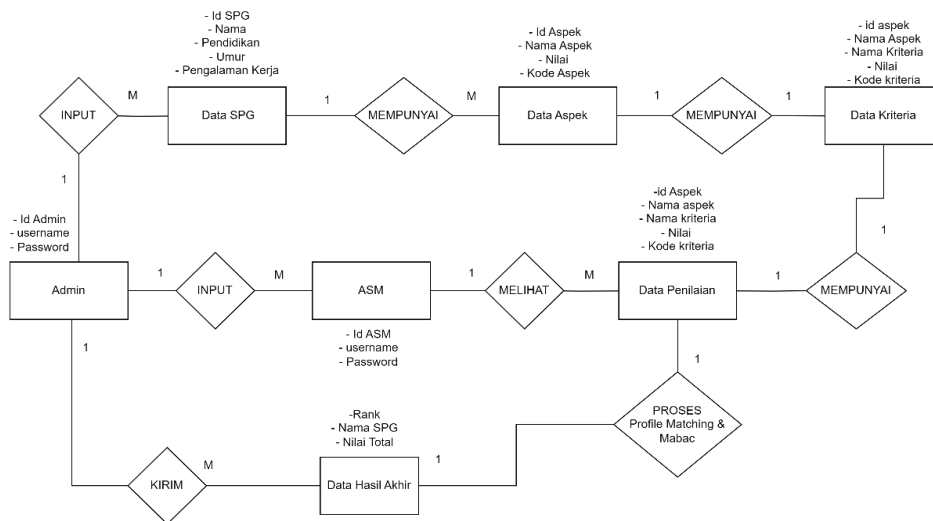 - Id SPG
- Nama
- Pendidikan
- Umur
- Pengalaman Kerja
- Id Aspek
- Nama Aspek
- Nilai
- Kode Aspek
- id aspek
- Nama Aspek
- Nama Kriteria
- Nilai
- Kode kriteria
INPUT
M
Data SPG
1
MEMPUNYAI
M
Data Aspek
1
MEMPUNYAI
1
Data Kriteria
1
- Id Admin
- username
- Password
-id Aspek
- Nama aspek
- Nama kriteria
- Nilai
- Kode kriteria
1
Admin
1
INPUT
M
ASM
1
MELIHAT
M
Data Penilaian
1
MEMPUNYAI
- Id ASM
- username
- Password
1
1
-Rank
- Nama SPG
- Nilai Total
PROSES
Profile Matching &
Mabac
KIRIM
M
Data Hasil Akhir
1